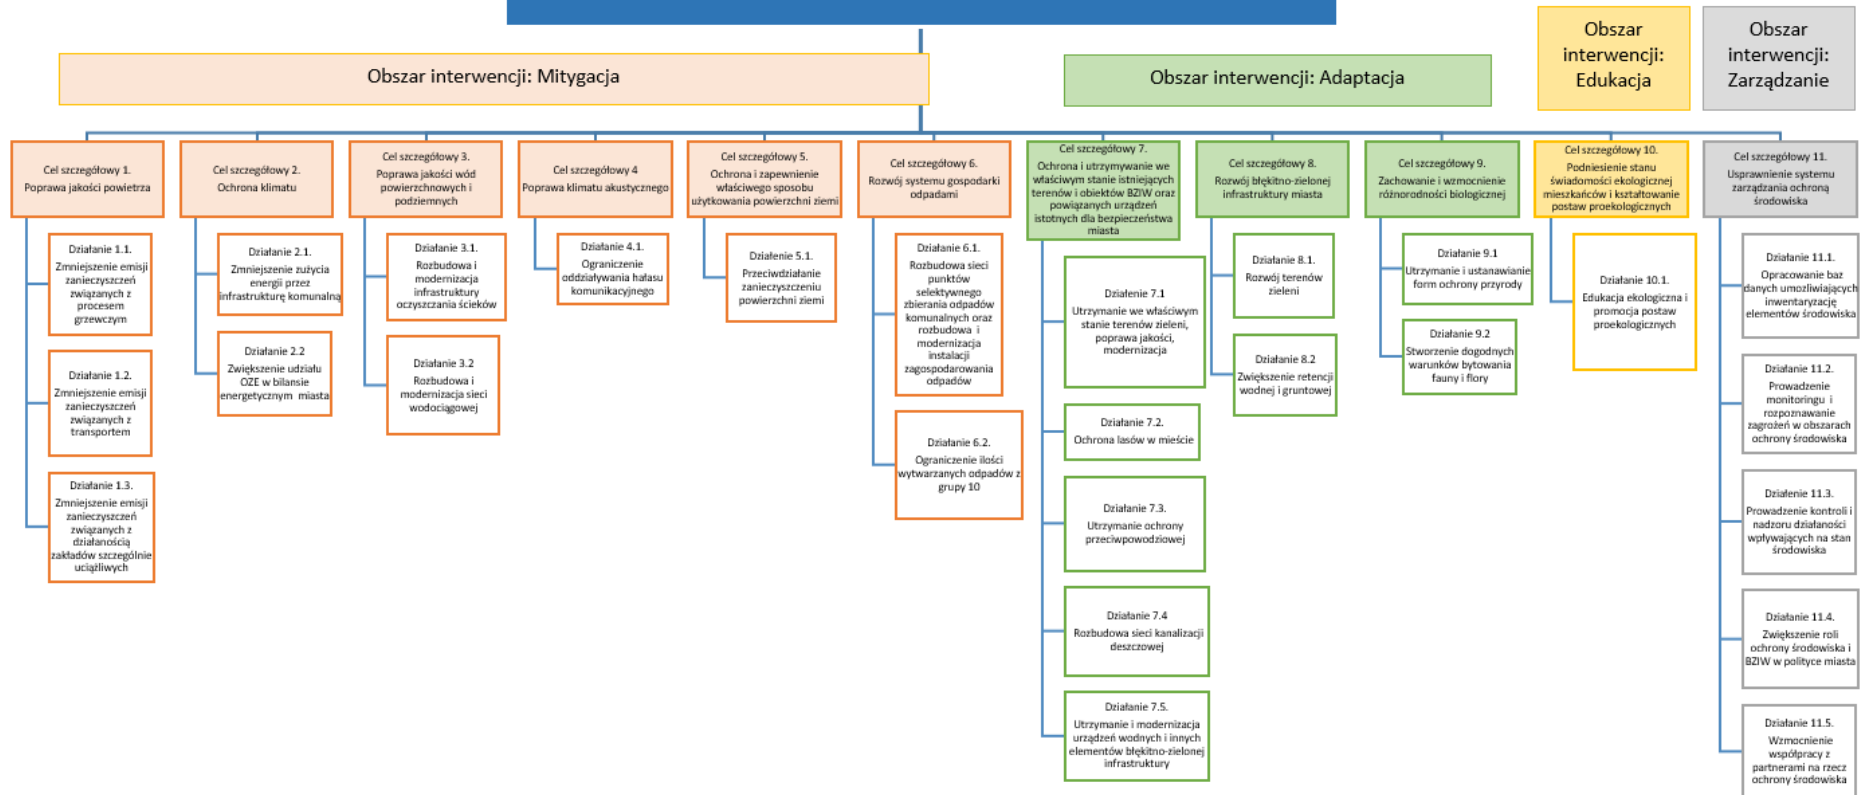 Obszar interwencji: Mitygacja
Obszar interwencji: Adaptacja
Obszar
interwencji:
Edukacja
Obszar
interwencji:
Zarządzanie
Cel szczegółowy 1.
Poprawa jakości powietrza
Działanie 1.1.
Zmniejszenie emisji
zanieczyszczeń
związanych z
procesem
grzewczym
Działanie 1.2.
Zmniejszenie emisji
zanieczyszczeń
związanych z
transportem
Działanie 1.3.
Zmniejszenie emisji
zanieczyszczeń
związanych z
działanością
zakładów szczególnie
uciążliwych
Cel szczegółowy 2.
Ochrona klimatu
Działanie 2.1.
Zmniejszenie zużycia
energii przez
infrastrukturę komunalną
Działanie 2.2
Zwiększenie udziału
OZE w bilansie
energetycznym miasta
Cel szczegółowy 3.
Poprawa jakości wód
powierzchnowych i
podziemnych
Działanie 3.1.
Rozbudowa i
modernizacja
infrastruktury
oczyszczania ścieków
Działanie 3.2
Rozbudowa i
modernizacja sieci
wodociągowej
Cel szczegółowy 4
Poprawa klimatu akustycznego
Działanie 4.1.
Ograniczenie
oddziaływania hałasu
komunikacyjnego
Cel szczegółowy 5.
Ochrona i zapewnienie
właściwego sposobu
użytkowania powierzchni ziemi
Działenie 5.1.
Przeciwdziałanie
zanieczyszczeniu
powierzchni ziemi
Cel szczegółowy 6.
Rozwój systemu gospodarki
odpadami
Działanie 6.1.
Rozbudowa sieci
punktów
selektywnego
zbierania odpadów
komunalnych oraz
rozbudowa i
modernizacja
instalacji
zagospodarowania
odpadów
Działanie 6.2.
Ograniczenie ilości
wytwarzanych odpadów z
grupy 10
Cel szczegółowy 7.
Ochrona i utrzymywanie we
właściwym stanie istniejących
terenów i obiektów BZIW oraz
powiązanych urządzeń
istotnych dla bezpieczeństwa
miasta
Działenie 7.1
Utrzymanie we właściwym
stanie terenów zieleni,
poprawa jakości,
modernizacja
Działanie 7.2.
Ochrona lasów w mieście
Działanie 7.3.
Utrzymanie ochrony
przeciwpowodziowej
Działanie 7.4
Rozbudowa sieci kanalizacji
deszczowej
Działanie 7.5.
Utrzymanie i modernizacja
urządzeń wodnych i innych
elementów błękitno-zielonej
infrastruktury
Cel szczegółowy 8.
Rozwój błękitno-zielonej
infrastruktury miasta
Działanie 8.1.
Rozwój terenów
zieleni
Działanie 8.2
Zwiększenie retencji
wodnej i gruntowej
Cel szczegółowy 9.
Zachowanie i wzmocnienie
różnorodności biologicznej
Działanie 9.1
Utrzymanie i ustanawianie
form ochrony przyrody
Działanie 9.2
Stworzenie dogodnych
warunków bytowania
fauny i flory
Cel szczegółowy 10.
Podniesienie stanu
świadomości ekologicznej
mieszkańców i kształtowanie
postaw proekologicznych
Działanie 10.1.
Edukacja ekologiczna i
promocja postaw
proekologicznych
Cel szczegółowy 11.
Usprawnienie systemu
zarządzania ochroną
środowiska
Działanie 11.1.
Opracowanie baz
danych umozliwiających
inwentaryzację
elementów środowiska
Działanie 11.2.
Prowadzenie
monitoringu i
rozpoznawanie
zagrożeń w obszarach
ochrony środowiska
Działenie 11.3.
Prowadzenie kontroli i
nadzoru działaności
wpływających na stan
środowiska
Działanie 11.4.
Zwiększenie roli
ochrony środowiska i
BZIW w polityce miasta
Działanie 11.5.
Wzmocnienie
współpracy z
partnerami na rzecz
ochrony środowiska